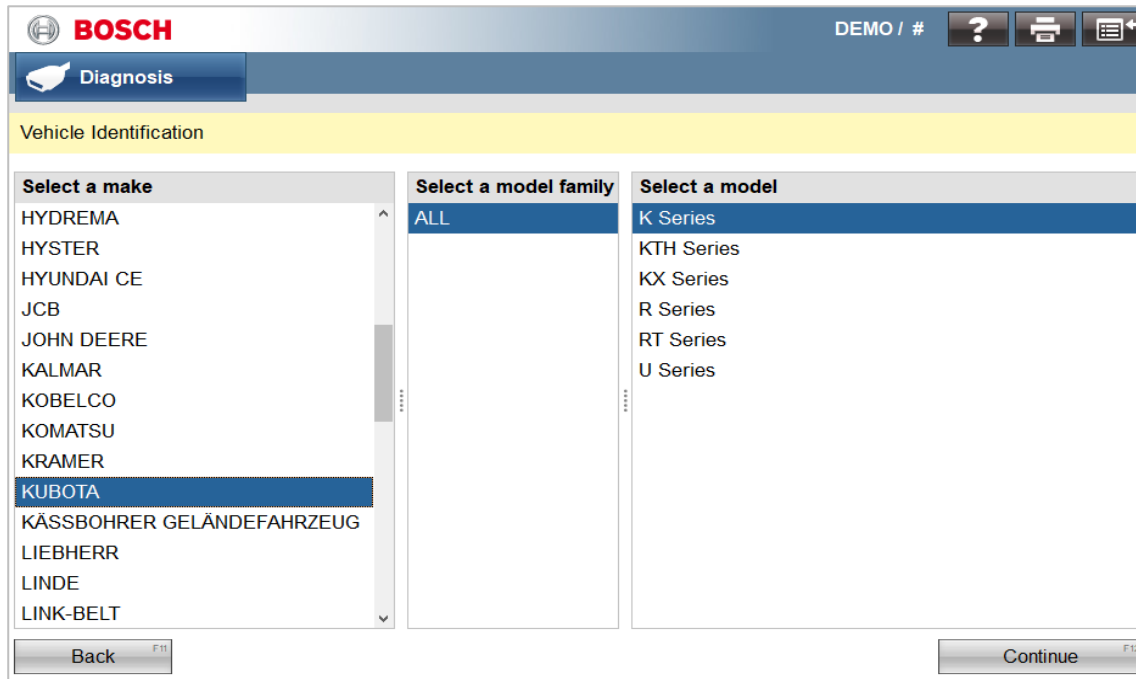 BOSCH
DEMO / #
?
Diagnosis
Vehicle Identification
Select a make
HYDREMA
HYSTER
HYUNDAI CE
JCB
JOHN DEERE
KALMAR
KOBELCO
KOMATSU
KRAMER
KUBOTA
KÄSSBOHRER GELÄNDEFAHRZEUG
LIEBHERR
LINDE
LINK-BELT
Select a model family
ALL
Select a model
K Series
KTH Series
KX Series
R Series
RT Series
U Series
Back F11
Continue